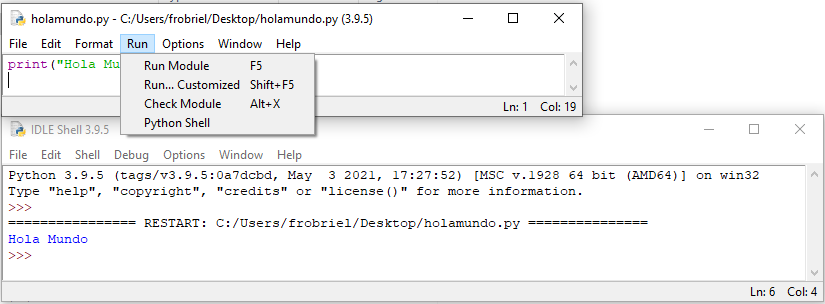 holamundo.py - C:/Users/frobriel/Desktop/holamundo.py (3.9.5)
File Edit Format Run Options Window Help
print("Hola Mu
Run Module F5
Run... Customized Shift+F5
Check Module Alt+X
Python Shell
Ln: 1 Col: 19
IDLE Shell 3.9.5
File Edit Shell Debug Options Window Help
Python 3.9.5 (tags/v3.9.5:0a7dcbd, May 3 2021, 17:27:52) [MSC v.1928 64 bit (AMD64)] on win32
Type "help", "copyright", "credits" or "license()" for more information.
>>>
================ RESTART: C:/Users/frobriel/Desktop/holamundo.py ===============
Hola Mundo
>>>
Ln: 6 Col: 4